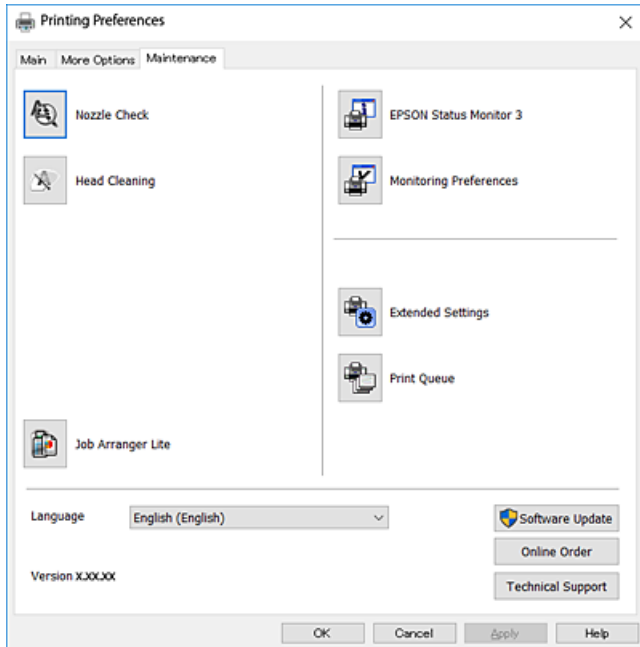 Printing Preferences
Main More Options Maintenance
Nozzle Check
EPSON Status Monitor 3
Head Cleaning
Monitoring Preferences
Extended Settings
Print Queue
Job Arranger Lite
Language English (English)
Software Update
Online Order
Version X.XX.XX
Technical Support
OK Cancel Apply Help